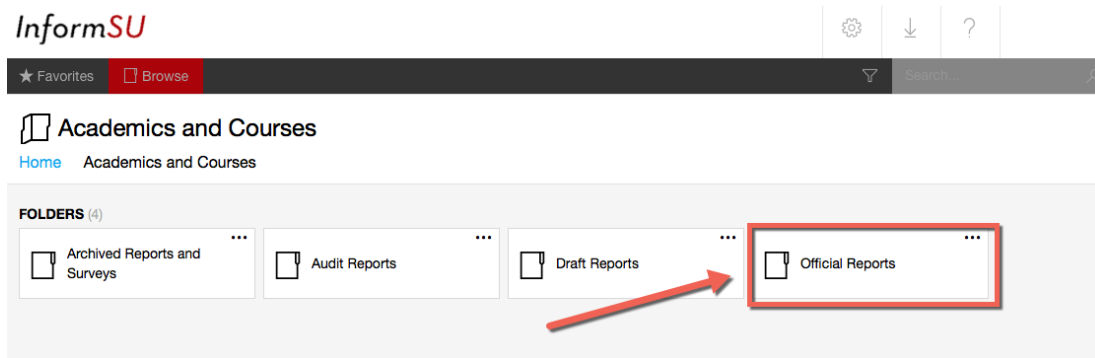 InformSU
?
Favorites Browse Search...
Academics and Courses
Home Academics and Courses
FOLDERS (4)
Archived Reports and
Surveys
Audit Reports
Draft Reports
Official Reports